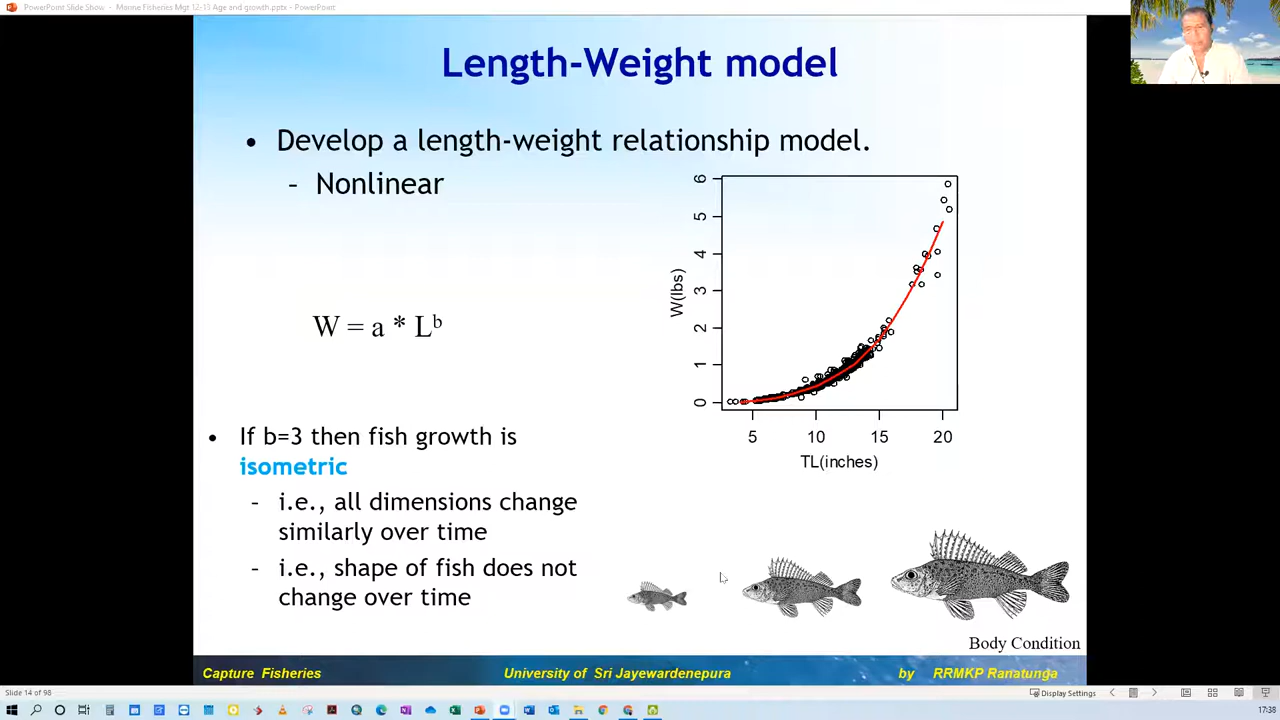 PowerPoint Slide Show - Marine Fisheries Mgt 12-13 Age and growth.pptx - PowerPoint
Length-Weight model
• Develop a length-weight relationship model.
– Nonlinear
W = a * Lᵇ
6
5
4
3
2
1
0
W(lbs)
5 10 15 20
TL(inches)
• If b=3 then fish growth is
isometric
- i.e., all dimensions change
similarly over time
- i.e., shape of fish does not
change over time
Body Condition
Capture Fisheries University of Sri Jayewardenepura by RRMKP Ranatunga
Slide 14 of 98 Display Settings
17:38